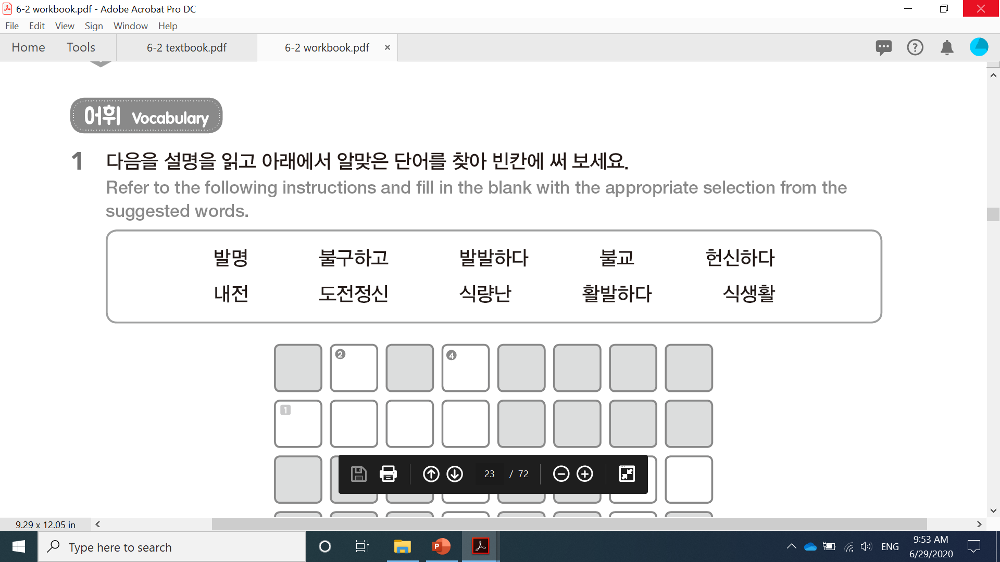 6-2 workbook.pdf - Adobe Acrobat Pro DC
File Edit View Sign Window Help
Home Tools 6-2 textbook.pdf 6-2 workbook.pdf ×
어휘 Vocabulary
1 다음을 설명을 읽고 아래에서 알맞은 단어를 찾아 빈칸에 써 보세요.
Refer to the following instructions and fill in the blank with the appropriate selection from the
suggested words.
발명 불구하고 발발하다 불교 헌신하다
내전 도전정신 식량난 활발하다 식생활
2 4
1
23 / 72
9.29 x 12.05 in
Type here to search
ENG
9:53 AM
6/29/2020